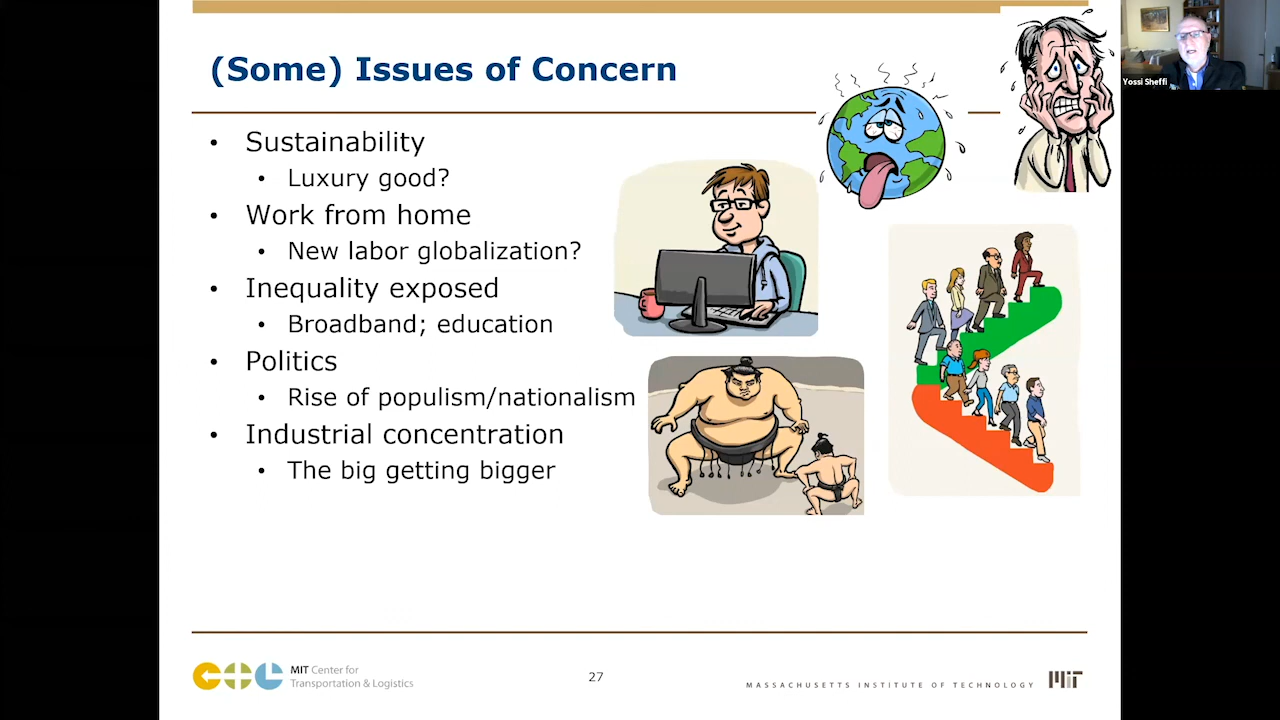 (Some) Issues of Concern
Yossi Sheffi
• Sustainability
• Luxury good?
• Work from home
• New labor globalization?
• Inequality exposed
• Broadband; education
• Politics
• Rise of populism/nationalism
• Industrial concentration
• The big getting bigger
MIT Center for
Transportation & Logistics
27
MASSACHUSETTS INSTITUTE OF TECHNOLOGY
MIT